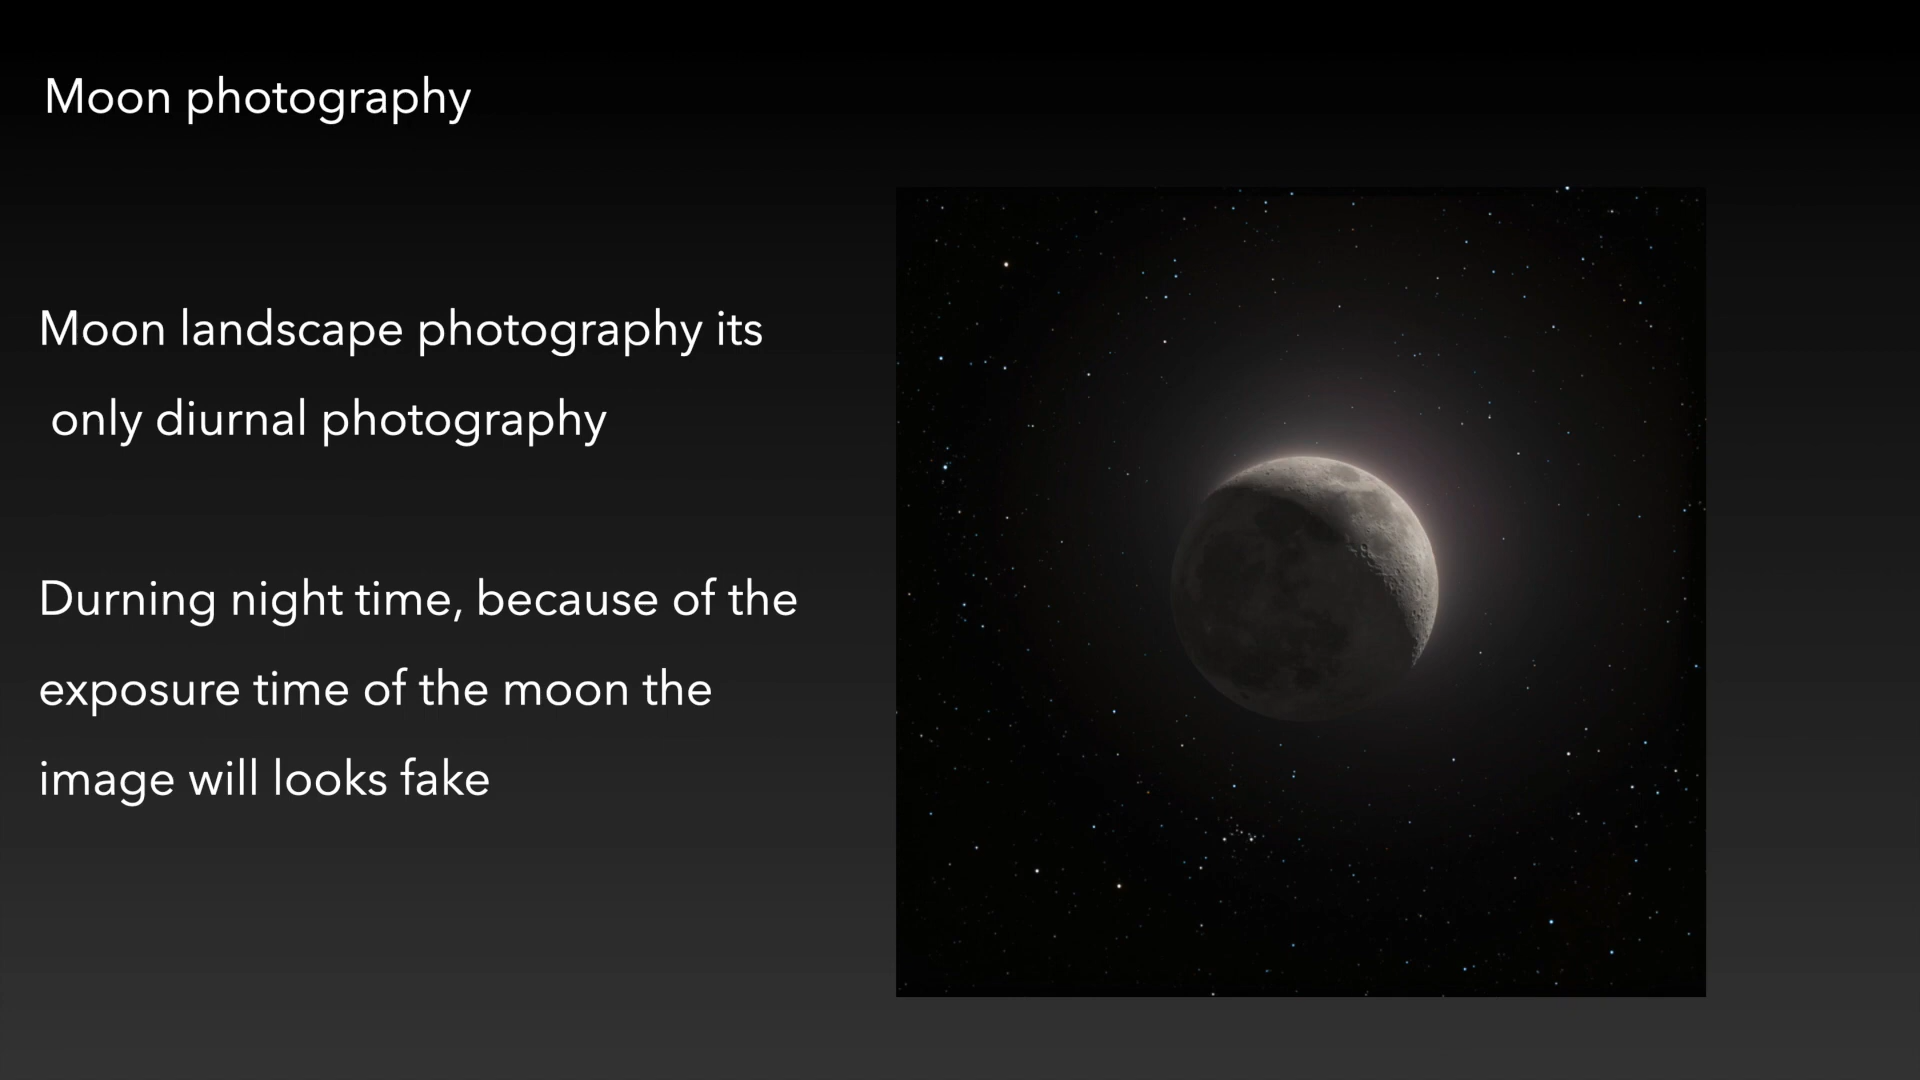 Moon photography
Moon landscape photography its
only diurnal photography
Durning night time, because of the
exposure time of the moon the
image will looks fake